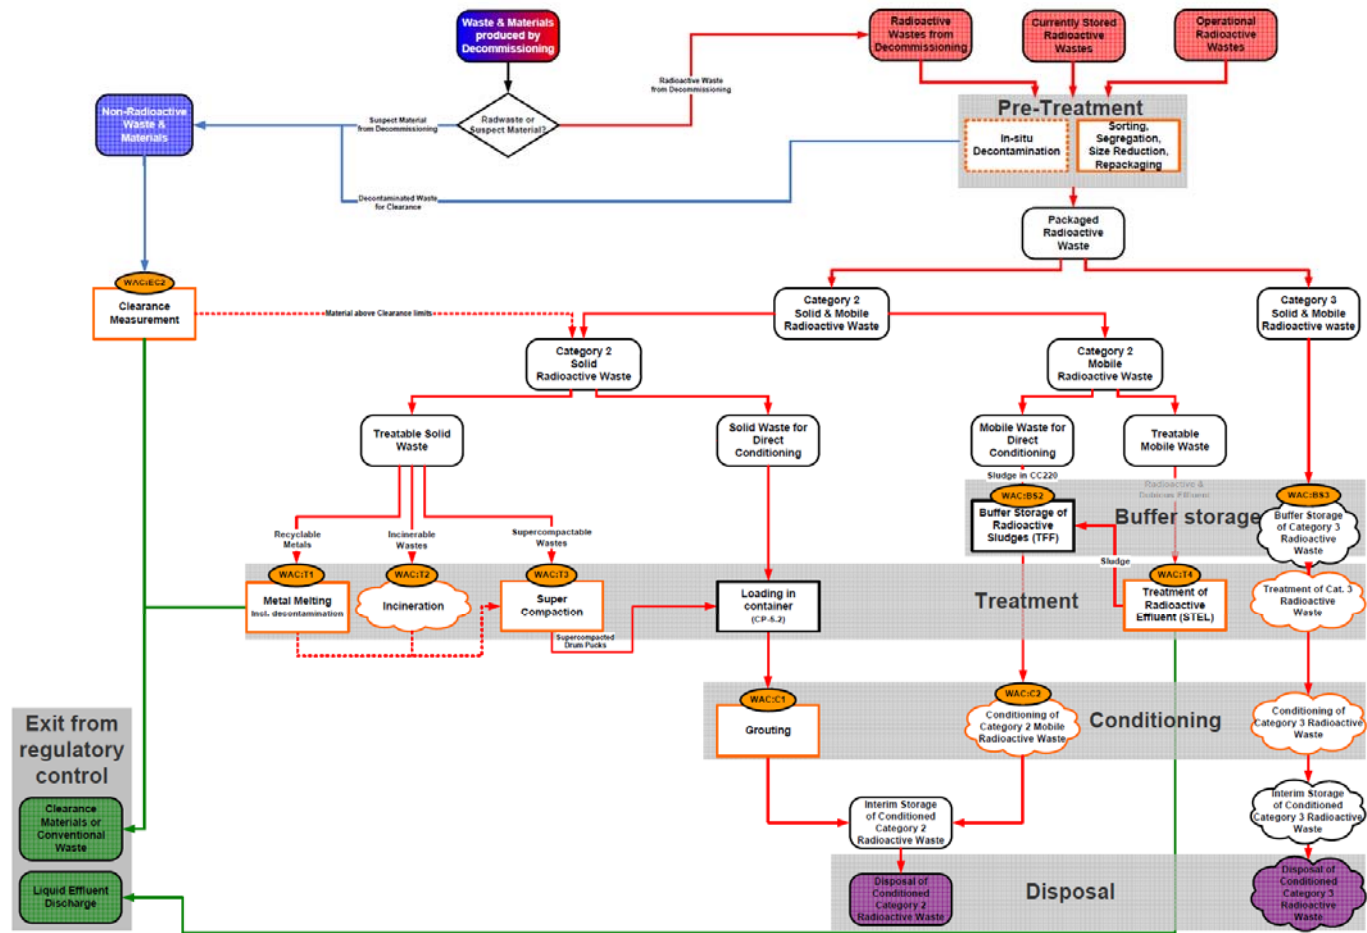 Waste & Materials
produced by
Decommissioning
Radioactive
Wastes from
Decommissioning
Currently Stored
Radioactive
Wastes
Operational
Radioactive
Wastes
Radioactive Waste
from Decommissioning
Non-Radioactive
Waste &
Materials
Suspect Material
from Decommissioning
Radwaste or
Suspect Material?
Pre-Treatment
In-situ
Decontamination
Sorting,
Segregation,
Size Reduction,
Repackaging
Decontaminated Waste
for Clearance
Packaged
Radioactive
Waste
WAC:EC2
Clearance
Measurement
Material above Clearance limits
Category 2
Solid & Mobile
Radioactive Waste
Category 3
Solid & Mobile
Radioactive waste
Category 2
Solid
Radioactive Waste
Category 2
Mobile
Radioactive Waste
Treatable Solid
Waste
Solid Waste for
Direct
Conditioning
Mobile Waste for
Direct
Conditioning
Treatable
Mobile Waste
Sludge in CC220
Radioactive &
Dubious Effluent
WAC:BS2
Buffer Storage of
Radioactive
Sludges (TFF)
Buffer storage
WAC:BS3
Buffer Storage
of Category 3
Radioactive
Waste
Recyclable
Metals
Incinerable
Wastes
Supercompactable
Wastes
Sludge
WAC:T1
Metal Melting
Incl. decontamination
WAC:T2
Incineration
WAC:T3
Super
Compaction
Loading in
container
(CP-5.2)
Treatment
WAC:T4
Treatment of
Radioactive
Effluent (STEL)
Treatment of Cat. 3
Radioactive
Waste
Supercompacted
Drum Pucks
WAC:C1
Grouting
WAC:C2
Conditioning of
Category 2 Mobile
Radioactive Waste
Conditioning
Conditioning of
Category 3 Radioactive
Waste
Exit from
regulatory
control
Clearance
Materials or
Conventional
Waste
Liquid Effluent
Discharge
Interim Storage
of Conditioned
Category 2
Radioactive Waste
Interim Storage
of Conditioned
Category 3 Radioactive
Waste
Disposal of
Conditioned
Category 2
Radioactive Waste
Disposal
Disposal of
Conditioned
Category 3
Radioactive
Waste